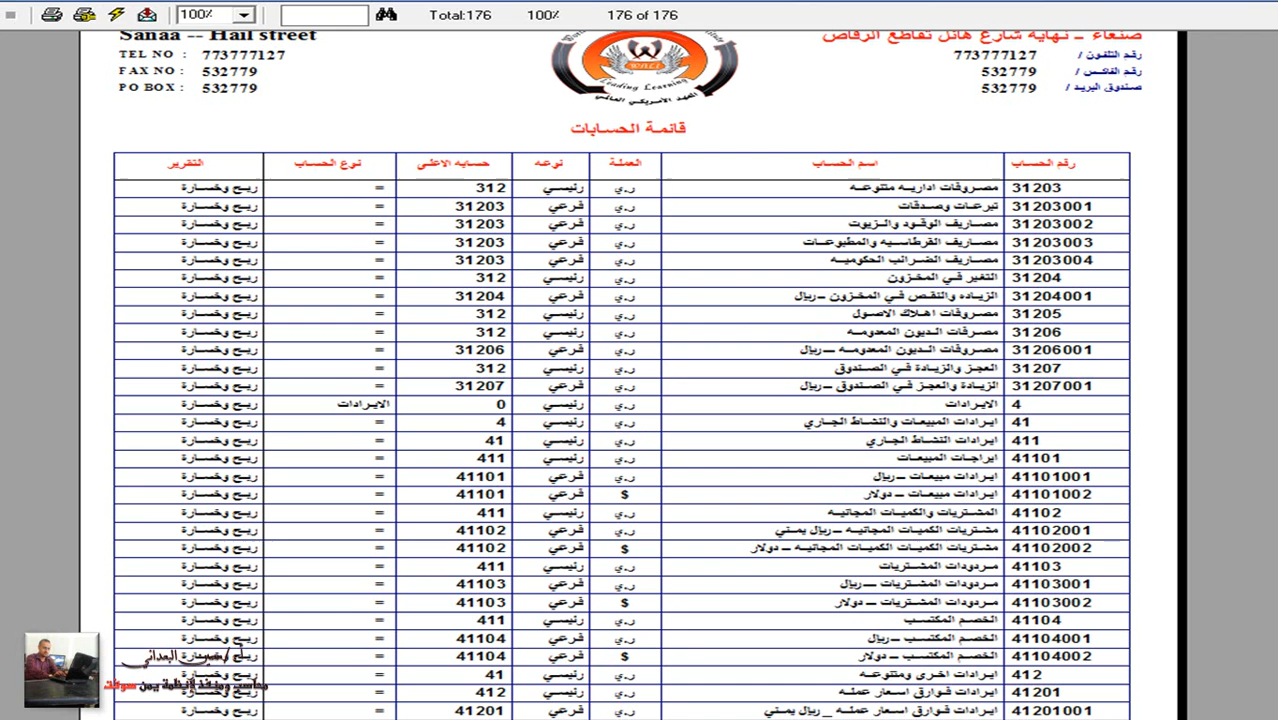 100% Total:176 100% 176 of 176
Sanaa -- Hail street
TEL NO : 773777127
FAX NO : 532779
PO BOX : 532779
Leading Learning
صنعاء - نهاية شارع هائل تقاطع الرقاص
رقم التلفون / 773777127
رقم الفاكس / 532779
صندوق البريد / 532779
قائمة الحسابات
رقم الحساب اسم الحساب العملة نوعه حسابه الاعلى نوع الحساب التقرير
31203 مصروفات اداريه متنوعه ر.ي رئيسي 312 = ربح وخسارة
31203001 تبرعات وصدقات ر.ي فرعي 31203 = ربح وخسارة
31203002 مصاريف الوقود والزيوت ر.ي فرعي 31203 = ربح وخسارة
31203003 مصاريف القرطاسيه والمطبوعات ر.ي فرعي 31203 = ربح وخسارة
31203004 مصاريف الضرائب الحكوميه ر.ي فرعي 31203 = ربح وخسارة
31204 التغير في المخزون ر.ي رئيسي 312 = ربح وخسارة
31204001 الزياده والنقص في المخزون -ريال ر.ي فرعي 31204 = ربح وخسارة
31205 مصروفات اهلاك الاصول ر.ي رئيسي 312 = ربح وخسارة
31206 مصرفات الديون المعدومه ر.ي رئيسي 312 = ربح وخسارة
31206001 مصروفات الديون المعدومه -ريال ر.ي فرعي 31206 = ربح وخسارة
31207 العجز والزيادة في الصندوق ر.ي رئيسي 312 = ربح وخسارة
31207001 الزيادة والعجز في الصندوق -ريال ر.ي فرعي 31207 = ربح وخسارة
4 الايرادات ر.ي رئيسي 0 الايرادات ربح وخسارة
41 ايرادات المبيعات والنشاط الجاري ر.ي رئيسي 4 = ربح وخسارة
411 ايرادات النشاط الجاري ر.ي رئيسي 41 = ربح وخسارة
41101 ايراجات المبيعات ر.ي رئيسي 411 = ربح وخسارة
41101001 ايرادات مبيعات -ريال ر.ي فرعي 41101 = ربح وخسارة
41101002 ايرادات مبيعات - دولار $ فرعي 41101 = ربح وخسارة
41102 المشتريات والكميات المجانيه ر.ي رئيسي 411 = ربح وخسارة
41102001 مشتريات الكميات المجانيه -ريال يمني ر.ي فرعي 41102 = ربح وخسارة
41102002 مشتريات الكميات الكميات المجانيه - دولار $ فرعي 41102 = ربح وخسارة
41103 مردودات المشتريات ر.ي رئيسي 411 = ربح وخسارة
41103001 مردودات المشتريات -ريال ر.ي فرعي 41103 = ربح وخسارة
41103002 مردودات المشتريات - دولار $ فرعي 41103 = ربح وخسارة
41104 الخصم المكتسب ر.ي رئيسي 411 = ربح وخسارة
41104001 الخصم المكتسب -ريال ر.ي فرعي 41104 = ربح وخسارة
41104002 الخصم المكتسب - دولار $ فرعي 41104 = ربح وخسارة
412 ايرادات اخرى ومتنوعه ر.ي رئيسي 41 = ربح وخسارة
41201 ايرادات فوارق اسعار عمله ر.ي رئيسي 412 = ربح وخسارة
41201001 ايرادات فوارق اسعار عمله _ ريال يمني ر.ي فرعي 41201 = ربح وخسارة
البعداني
يمن سوفت